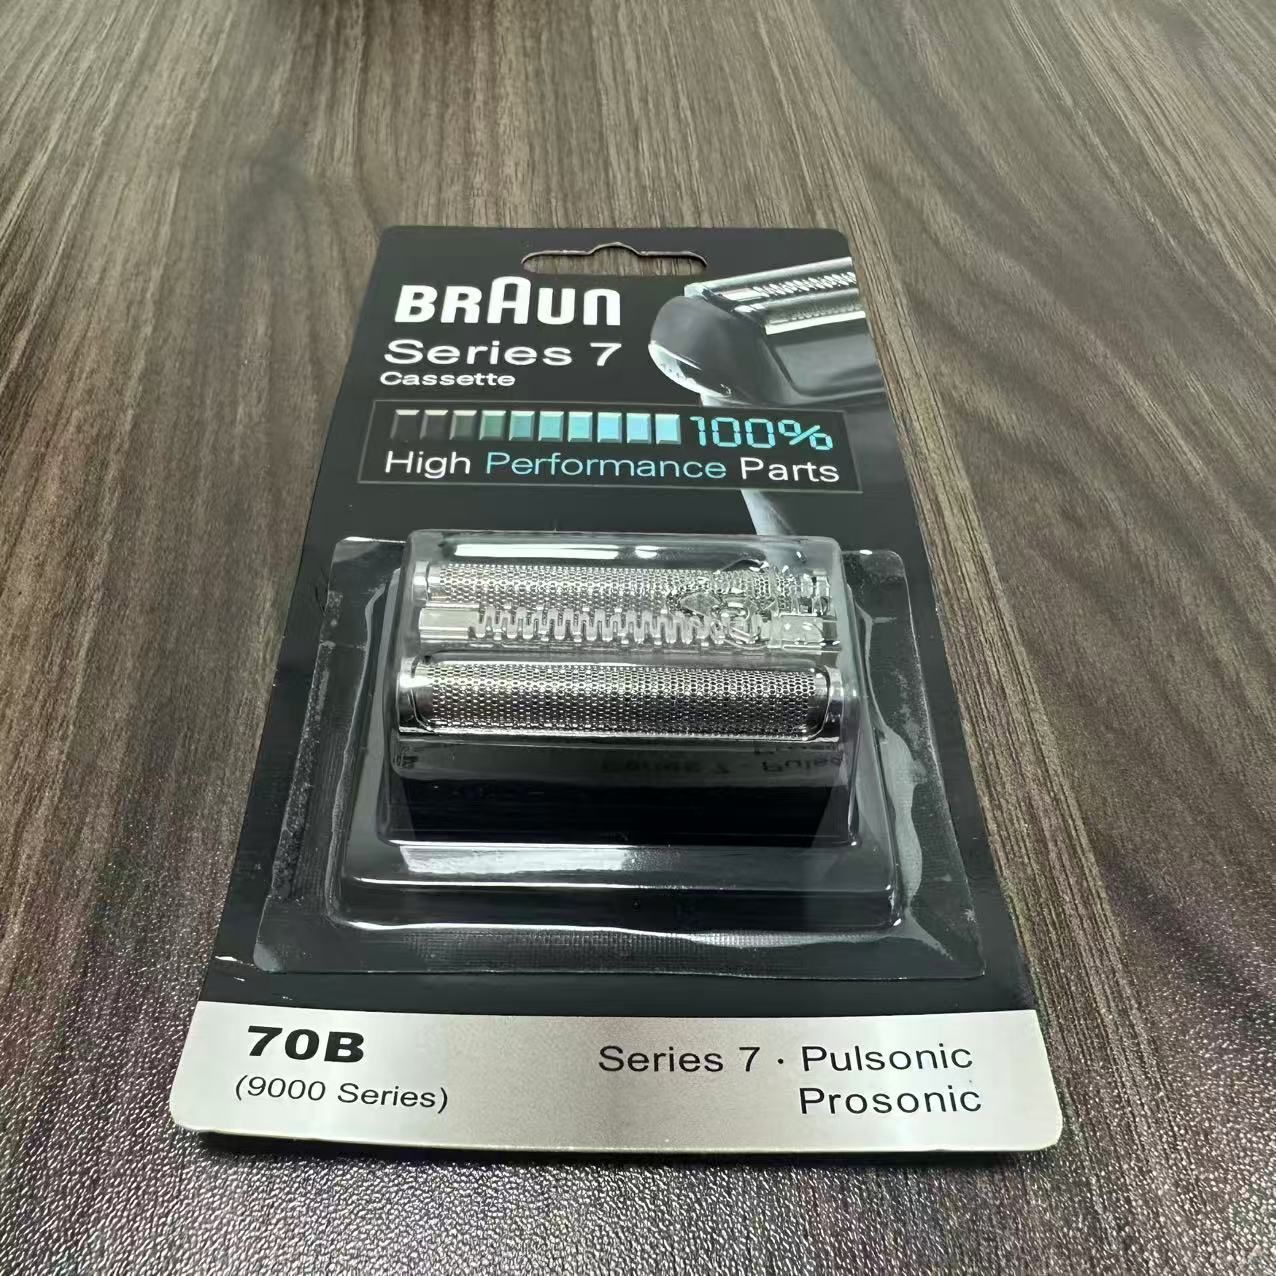 BRAUN
Series 7
Cassette
100%
High Performance Parts
70B
(9000 Series)
Series 7 · Pulsonic
Prosonic